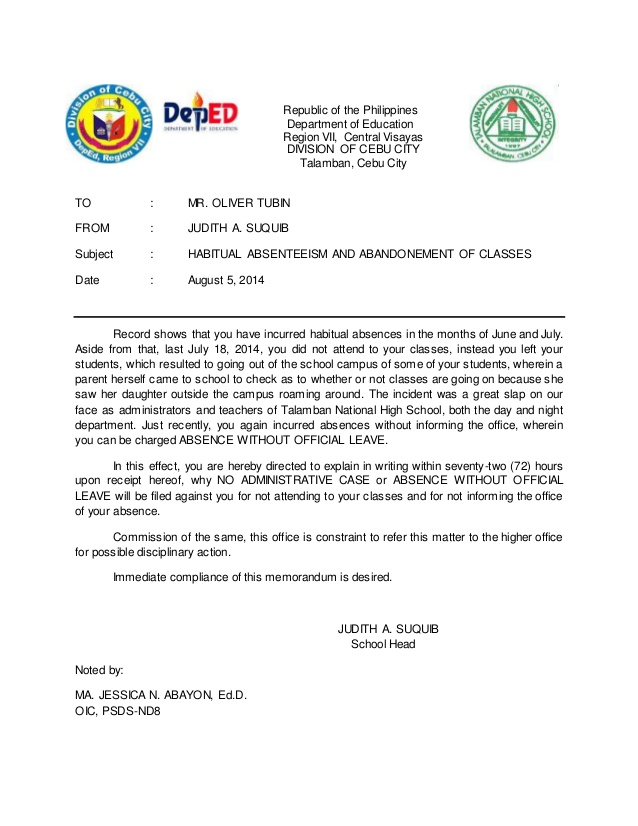 Division of Cebu City
DepEd, Region VII
DepED
DEPARTMENT OF EDUCATION
Republic of the Philippines
Department of Education
Region VII, Central Visayas
DIVISION OF CEBU CITY
Talamban, Cebu City
TALAMBAN NATIONAL HIGH SCHOOL
INTEGRITY
TALAMBAN, CEBU CITY
TO : MR. OLIVER TUBIN
FROM : JUDITH A. SUQUIB
Subject : HABITUAL ABSENTEEISM AND ABANDONEMENT OF CLASSES
Date : August 5, 2014
Record shows that you have incurred habitual absences in the months of June and July.
Aside from that, last July 18, 2014, you did not attend to your classes, instead you left your
students, which resulted to going out of the school campus of some of your students, wherein a
parent herself came to school to check as to whether or not classes are going on because she
saw her daughter outside the campus roaming around. The incident was a great slap on our
face as administrators and teachers of Talamban National High School, both the day and night
department. Just recently, you again incurred absences without informing the office, wherein
you can be charged ABSENCE WITHOUT OFFICIAL LEAVE.
In this effect, you are hereby directed to explain in writing within seventy-two (72) hours
upon receipt hereof, why NO ADMINISTRATIVE CASE or ABSENCE WITHOUT OFFICIAL
LEAVE will be filed against you for not attending to your classes and for not informing the office
of your absence.
Commission of the same, this office is constraint to refer this matter to the higher office
for possible disciplinary action.
Immediate compliance of this memorandum is desired.
JUDITH A. SUQUIB
School Head
Noted by:
MA. JESSICA N. ABAYON, Ed.D.
OIC, PSDS-ND8